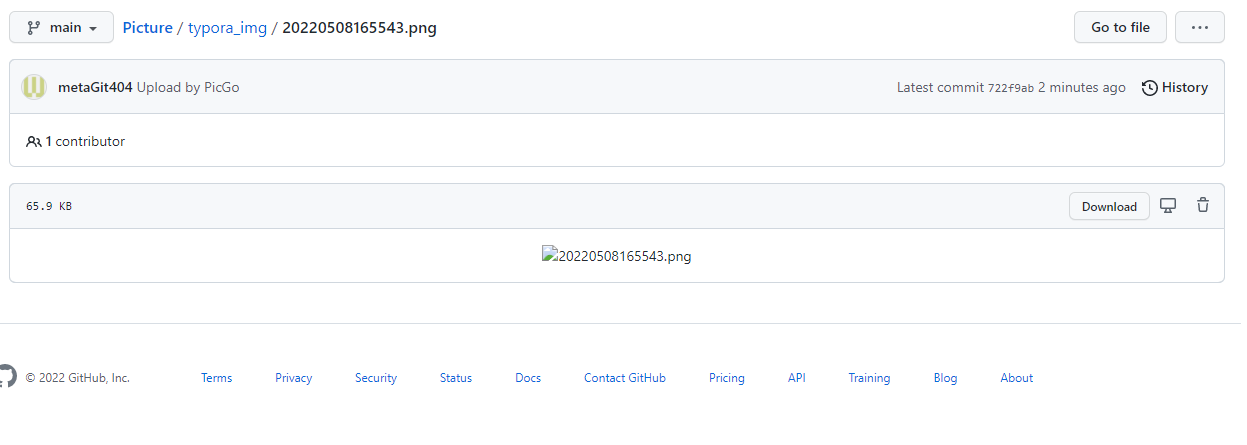 main Picture / typora_img / 20220508165543.png Go to file ...
metaGit404 Upload by PicGo Latest commit 722f9ab 2 minutes ago History
1 contributor
65.9 KB Download
20220508165543.png
© 2022 GitHub, Inc. Terms Privacy Security Status Docs Contact GitHub Pricing API Training Blog About